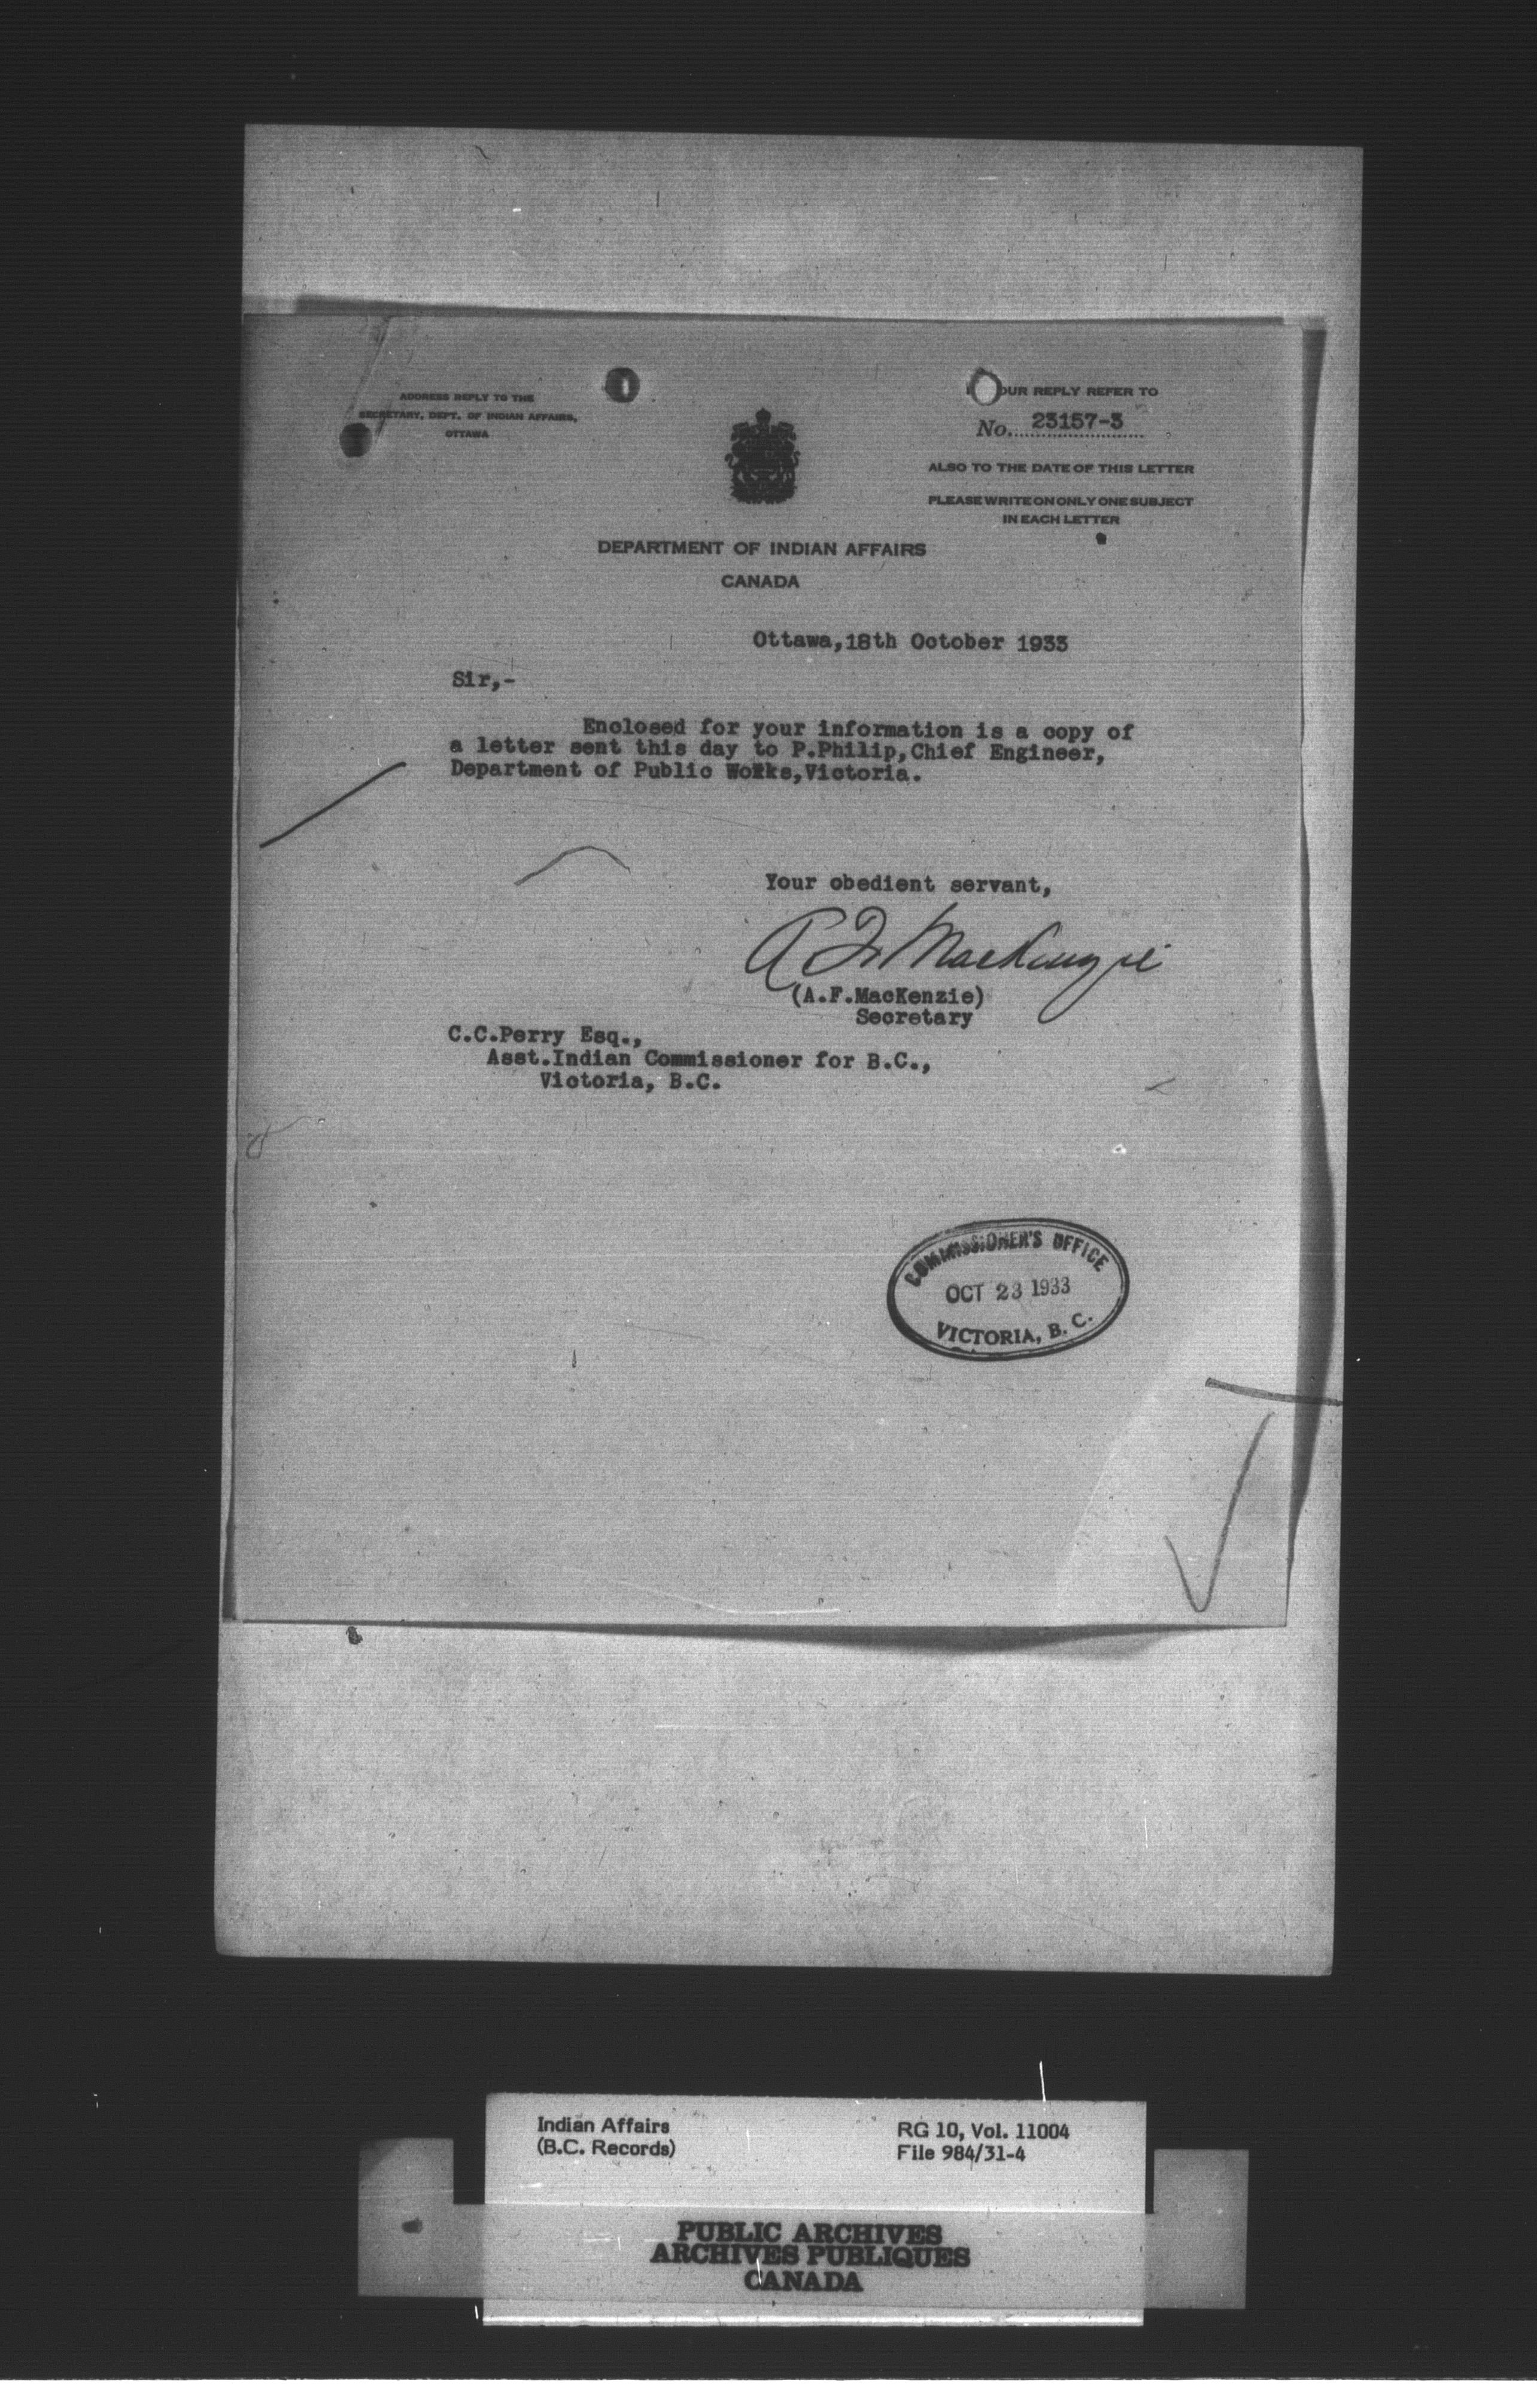 ADDRESS REPLY TO THE
SECRETARY, DEPT. OF INDIAN AFFAIRS,
OTTAWA
OUR REPLY REFER TO
No. 23157-3
ALSO TO THE DATE OF THIS LETTER
PLEASE WRITE ON ONLY ONE SUBJECT
IN EACH LETTER
DEPARTMENT OF INDIAN AFFAIRS
CANADA
Ottawa,18th October 1933
Sir,-
Enclosed for your information is a copy of
a letter sent this day to P.Philip,Chief Engineer,
Department of Public Works,Victoria.
Your obedient servant,
A F MacKenzie
(A.F.MacKenzie)
Secretary
C.C.Perry Esq.,
Asst.Indian Commissioner for B.C.,
Victoria, B.C.
COMMISSIONER'S OFFICE
OCT 23 1933
VICTORIA, B. C.
Indian Affairs
(B.C. Records)
RG 10, Vol. 11004
File 984/31-4
PUBLIC ARCHIVES
ARCHIVES PUBLIQUES
CANADA